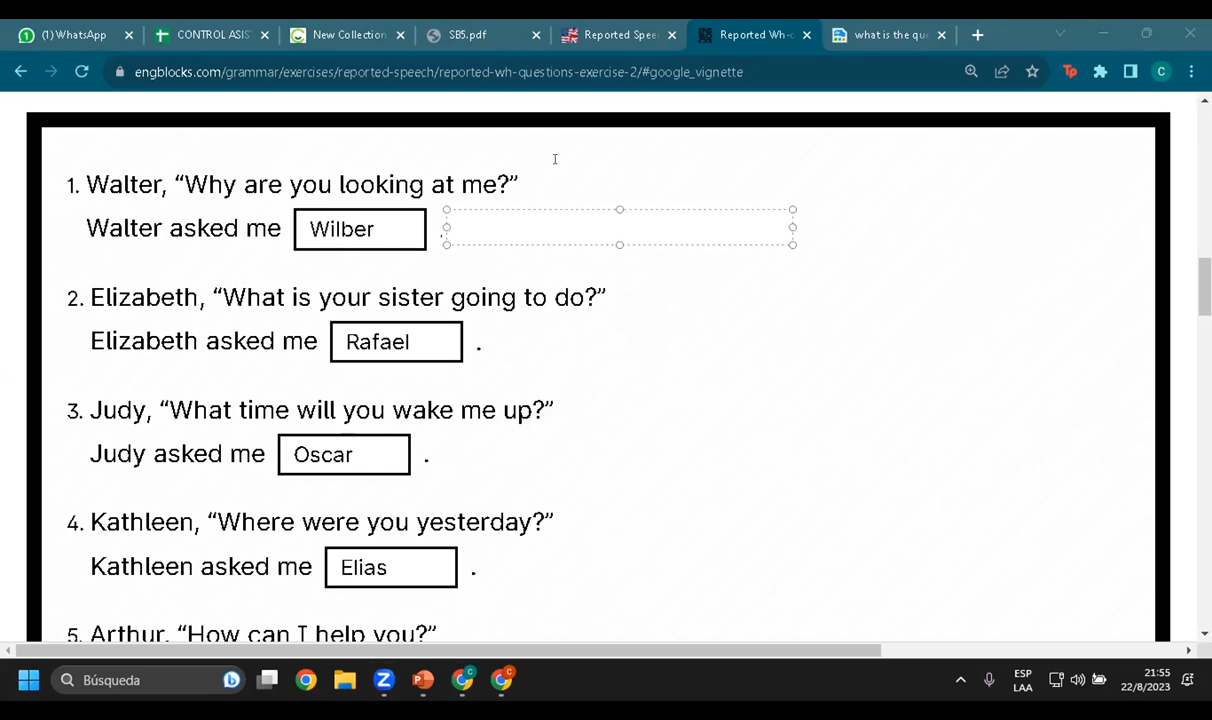 (1) WhatsApp
CONTROL ASIS
New Collection
SB5.pdf
Reported Spee
Reported Wh-
what is the qu
engblocks.com/grammar/exercises/reported-speech/reported-wh-questions-exercise-2/#google_vignette
Tp
C
1. Walter, “Why are you looking at me?”
Walter asked me Wilber .
2. Elizabeth, “What is your sister going to do?”
Elizabeth asked me Rafael .
3. Judy, “What time will you wake me up?”
Judy asked me Oscar .
4. Kathleen, “Where were you yesterday?”
Kathleen asked me Elias .
5. Arthur, “How can I help you?”
Búsqueda
ESP
LAA
21:55
22/8/2023